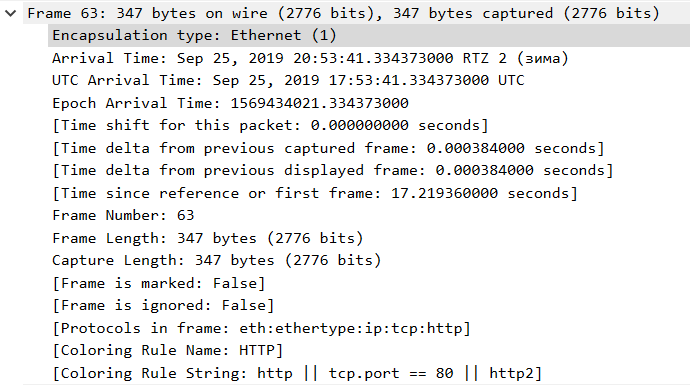 Frame 63: 347 bytes on wire (2776 bits), 347 bytes captured (2776 bits)
Encapsulation type: Ethernet (1)
Arrival Time: Sep 25, 2019 20:53:41.334373000 RTZ 2 (зима)
UTC Arrival Time: Sep 25, 2019 17:53:41.334373000 UTC
Epoch Arrival Time: 1569434021.334373000
[Time shift for this packet: 0.000000000 seconds]
[Time delta from previous captured frame: 0.000384000 seconds]
[Time delta from previous displayed frame: 0.000384000 seconds]
[Time since reference or first frame: 17.219360000 seconds]
Frame Number: 63
Frame Length: 347 bytes (2776 bits)
Capture Length: 347 bytes (2776 bits)
[Frame is marked: False]
[Frame is ignored: False]
[Protocols in frame: eth:ethertype:ip:tcp:http]
[Coloring Rule Name: HTTP]
[Coloring Rule String: http || tcp.port == 80 || http2]